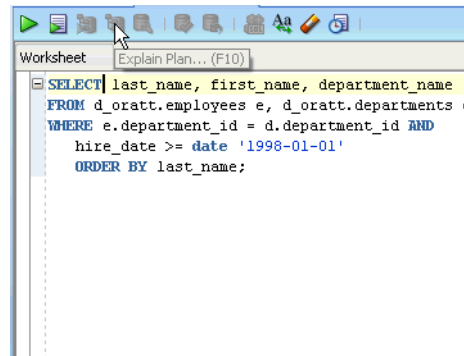 Worksheet
Explain Plan... (F10)
SELECT last_name, first_name, department_name
FROM d_oratt.employees e, d_oratt.departments
WHERE e.department_id = d.department_id AND
hire_date >= date '1998-01-01'
ORDER BY last_name;